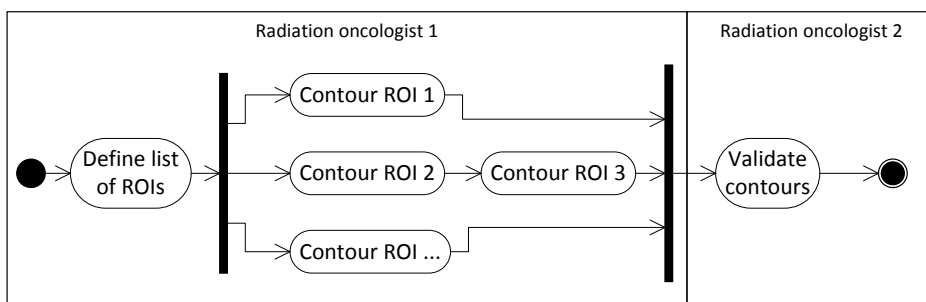 Radiation oncologist 1
Radiation oncologist 2
Contour ROI 1
Define list
of ROIs
Contour ROI 2
Contour ROI 3
Validate
contours
Contour ROI ...